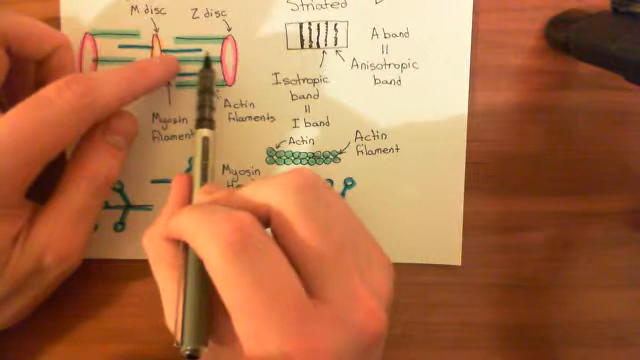 M disc
Z disc
Striated
A band
=
Anisotropic
band
Isotropic
band
=
I band
Actin
filaments
Myosin
filament
Actin
Actin
filament
Myosin